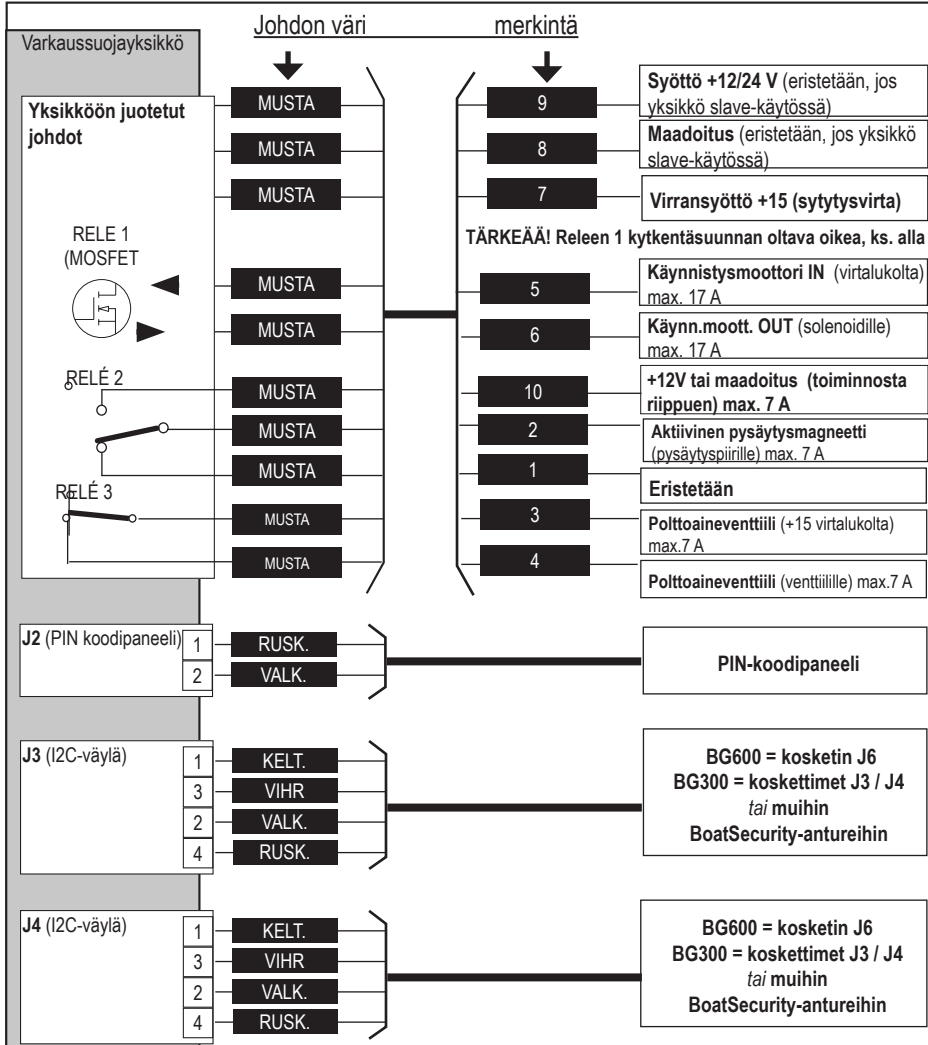 Johdon väri
merkintä
Varkaussuojayksikkö
Yksikköön juotetut
johdot
MUSTA
9
Syöttö +12/24 V (eristetään, jos
yksikkö slave-käytössä)
MUSTA
8
Maadoitus (eristetään, jos yksikkö
slave-käytössä)
MUSTA
7
Virransyöttö +15 (sytytysvirta)
TÄRKEÄÄ! Releen 1 kytkentäsuunnan oltava oikea, ks. alla
RELE 1
(MOSFET
MUSTA
5
Käynnistysmoottori IN (virtalukolta)
max. 17 A
MUSTA
6
Käynn.moott. OUT (solenoidille)
max. 17 A
RELÉ 2
MUSTA
10
+12V tai maadoitus (toiminnosta
riippuen) max. 7 A
MUSTA
2
Aktiivinen pysäytysmagneetti
(pysäytyspiirille) max. 7 A
MUSTA
1
Eristetään
RELÉ 3
MUSTA
3
Polttoaineventtiili (+15 virtalukolta)
max.7 A
MUSTA
4
Polttoaineventtiili (venttiilille) max.7 A
J2 (PIN koodipaneeli)
1
RUSK.
2
VALK.
PIN-koodipaneeli
J3 (I2C-väylä)
1
KELT.
3
VIHR
2
VALK.
4
RUSK.
BG600 = kosketin J6
BG300 = koskettimet J3 / J4
tai muihin
BoatSecurity-antureihin
J4 (I2C-väylä)
1
KELT.
3
VIHR
2
VALK.
4
RUSK.
BG600 = kosketin J6
BG300 = koskettimet J3 / J4
tai muihin
BoatSecurity-antureihin